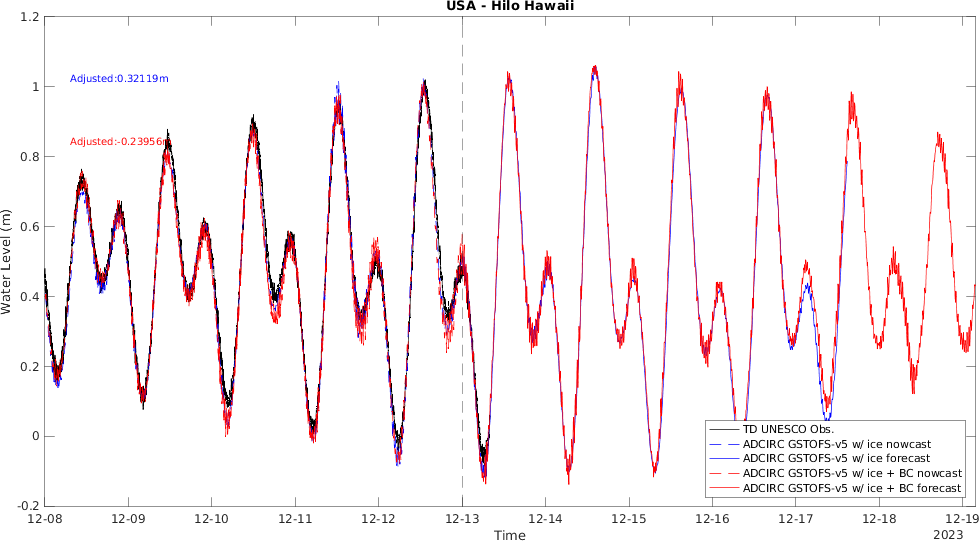 USA - Hilo Hawaii
1.2
1
0.8
0.6
0.4
0.2
0
-0.2
Water Level (m)
Adjusted:0.32119m
Adjusted:-0.23956m
TD UNESCO Obs.
ADCIRC GSTOFS-v5 w/ ice nowcast
ADCIRC GSTOFS-v5 w/ ice forecast
ADCIRC GSTOFS-v5 w/ ice + BC nowcast
ADCIRC GSTOFS-v5 w/ ice + BC forecast
12-08 12-09 12-10 12-11 12-12 12-13 12-14 12-15 12-16 12-17 12-18 12-19
Time
2023